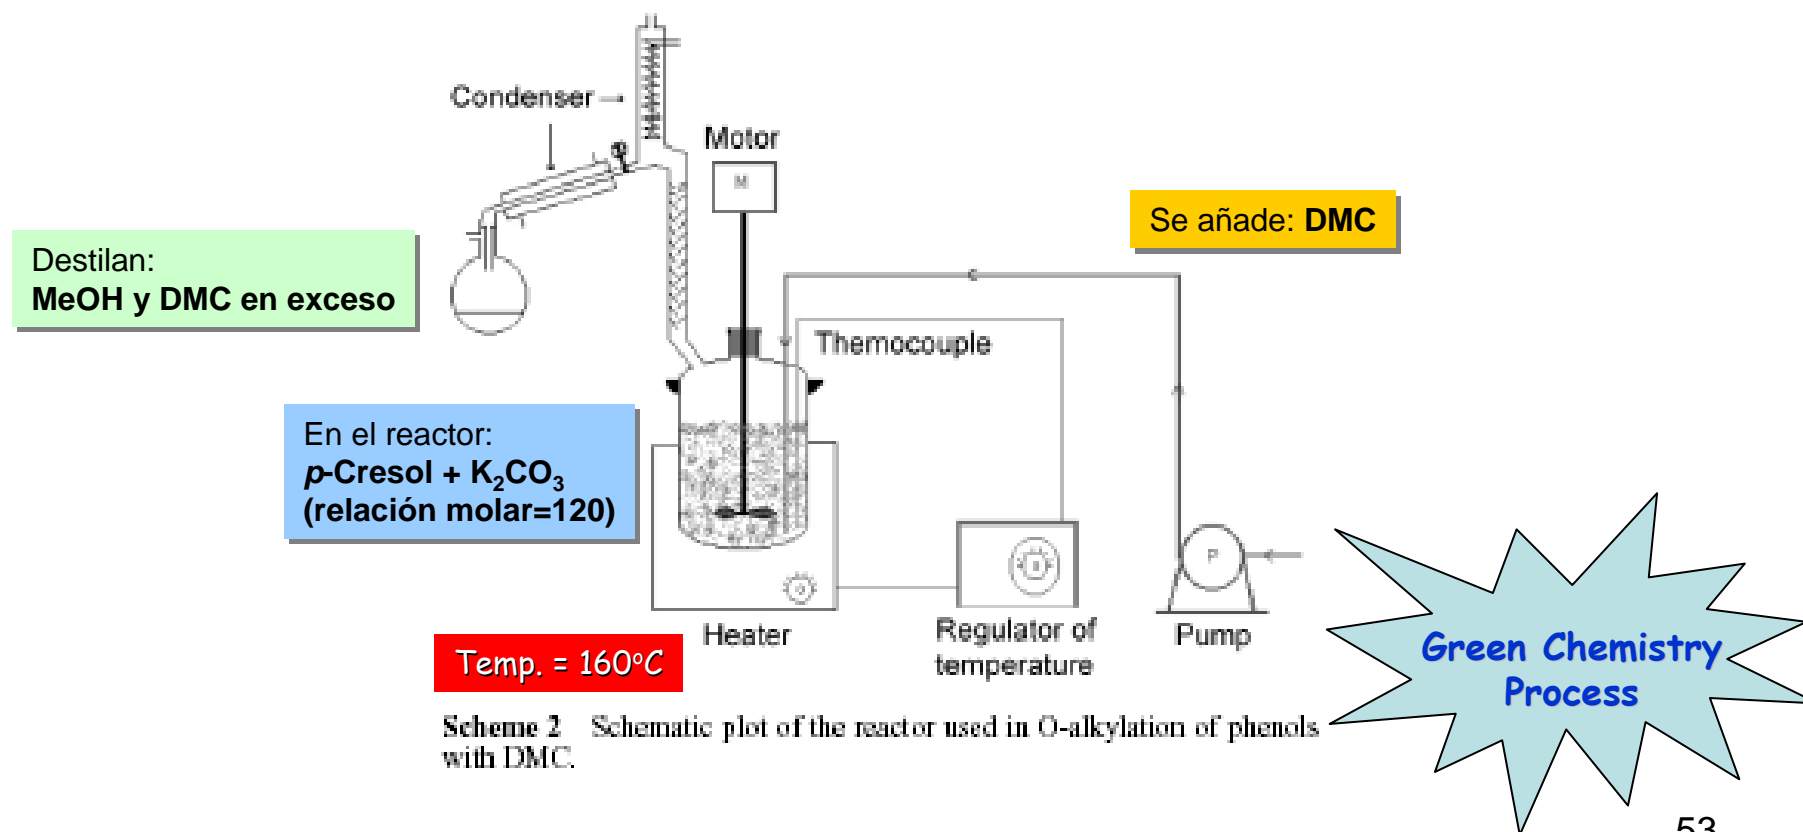 Condenser →
Motor
M
Se añade: DMC
Destilan:
MeOH y DMC en exceso
Themocouple
En el reactor:
p-Cresol + K₂CO₃
(relación molar=120)
P
Heater
Regulator of
temperature
Pump
Temp. = 160°C
Green Chemistry
Process
Scheme 2 Schematic plot of the reactor used in O-alkylation of phenols
with DMC.
53